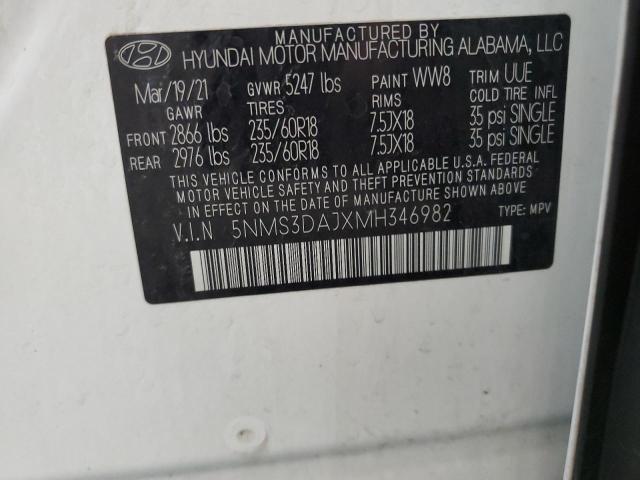 MANUFACTURED BY
HYUNDAI MOTOR MANUFACTURING ALABAMA, LLC
Mar/19/21 GVWR 5247 lbs PAINT WW8 TRIM UUE
GAWR TIRES RIMS COLD TIRE INFL
FRONT 2866 lbs 235/60R18 7.5JX18 35 psi SINGLE
REAR 2976 lbs 235/60R18 7.5JX18 35 psi SINGLE
THIS VEHICLE CONFORMS TO ALL APPLICABLE U.S.A. FEDERAL
MOTOR VEHICLE SAFETY AND THEFT PREVENTION STANDARDS
IN EFFECT ON THE DATE OF MANUFACTURE SHOWN ABOVE.
V.I.N 5NMS3DAJXMH346982 TYPE: MPV